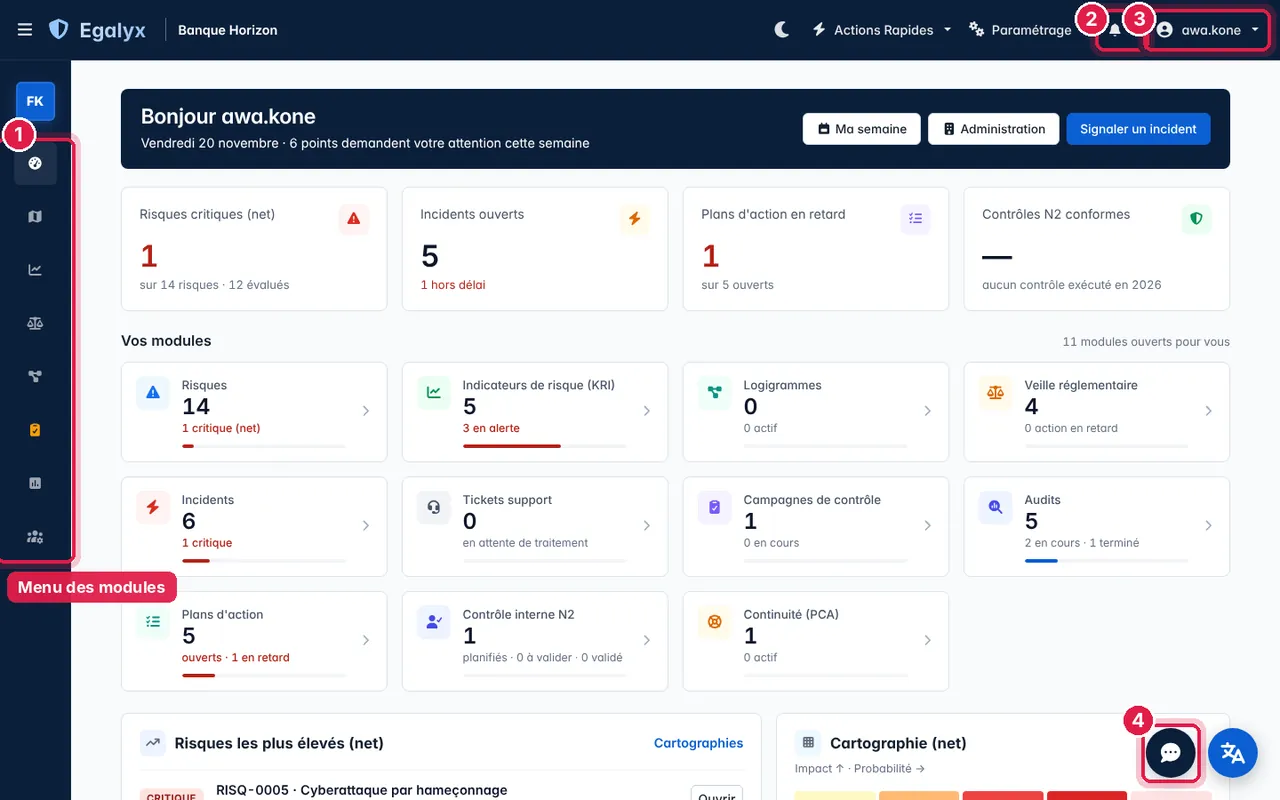 Egalyx
Banque Horizon
Actions Rapides
Paramétrage
2
3
awa.kone
FK
1
Bonjour awa.kone
Vendredi 20 novembre · 6 points demandent votre attention cette semaine
Ma semaine
Administration
Signaler un incident
Risques critiques (net)
1
sur 14 risques · 12 évalués
Incidents ouverts
5
1 hors délai
Plans d'action en retard
1
sur 5 ouverts
Contrôles N2 conformes
—
aucun contrôle exécuté en 2026
Vos modules
11 modules ouverts pour vous
Risques
14
1 critique (net)
Indicateurs de risque (KRI)
5
3 en alerte
Logigrammes
0
0 actif
Veille réglementaire
4
0 action en retard
Incidents
6
1 critique
Tickets support
0
en attente de traitement
Campagnes de contrôle
1
0 en cours
Audits
5
2 en cours · 1 terminé
Menu des modules
Plans d'action
5
ouverts · 1 en retard
Contrôle interne N2
1
planifiés · 0 à valider · 0 validé
Continuité (PCA)
1
0 actif
Risques les plus élevés (net)
Cartographies
CRITIQUE
RISQ-0005 · Cyberattaque par hameçonnage
Ouvrir
Cartographie (net)
Impact ↑ · Probabilité →
4